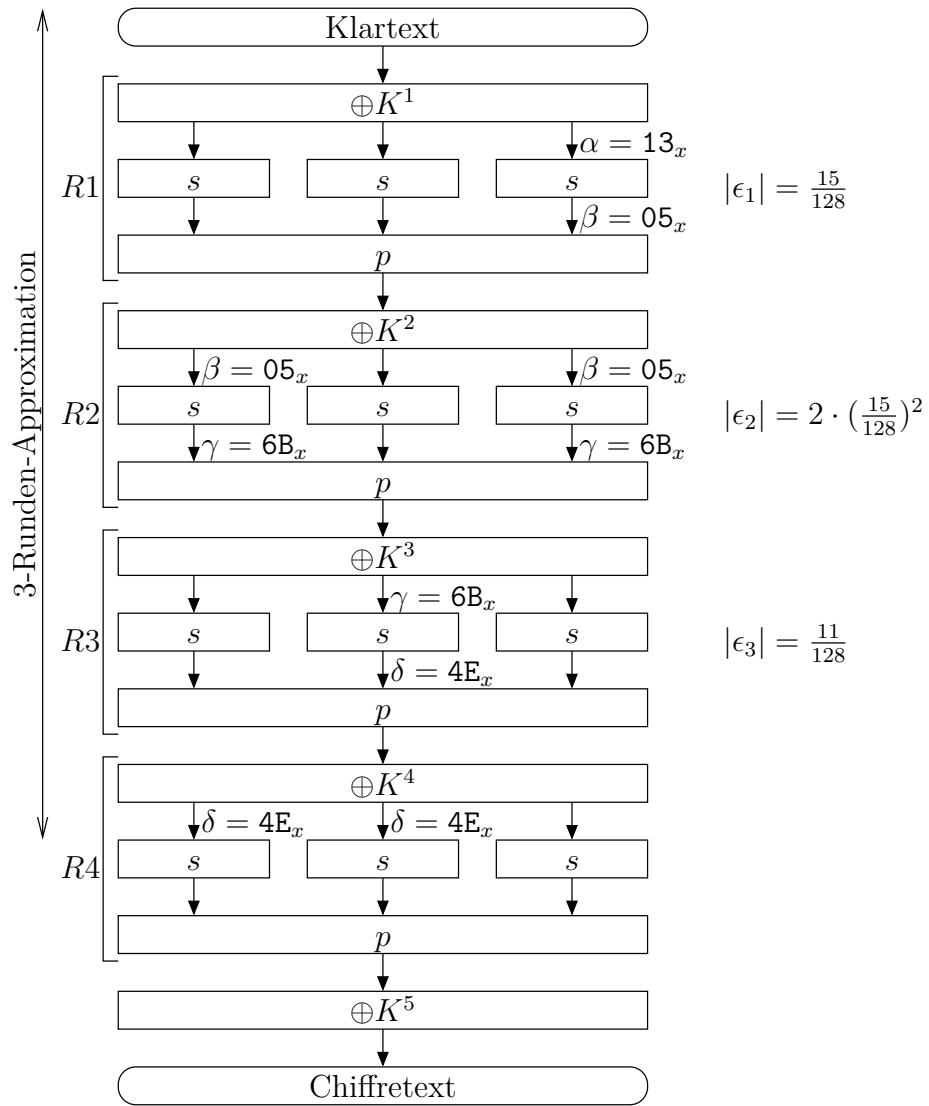 Klartext
⊕K¹
α = 13ₓ
R1
s s s
|ϵ₁| = 15/128
β = 05ₓ
p
⊕K²
β = 05ₓ β = 05ₓ
R2
s s s
|ϵ₂| = 2 · (15/128)²
γ = 6Bₓ γ = 6Bₓ
p
3-Runden-Approximation
⊕K³
γ = 6Bₓ
R3
s s s
|ϵ₃| = 11/128
δ = 4Eₓ
p
⊕K⁴
δ = 4Eₓ δ = 4Eₓ
R4
s s s
p
⊕K⁵
Chiffretext